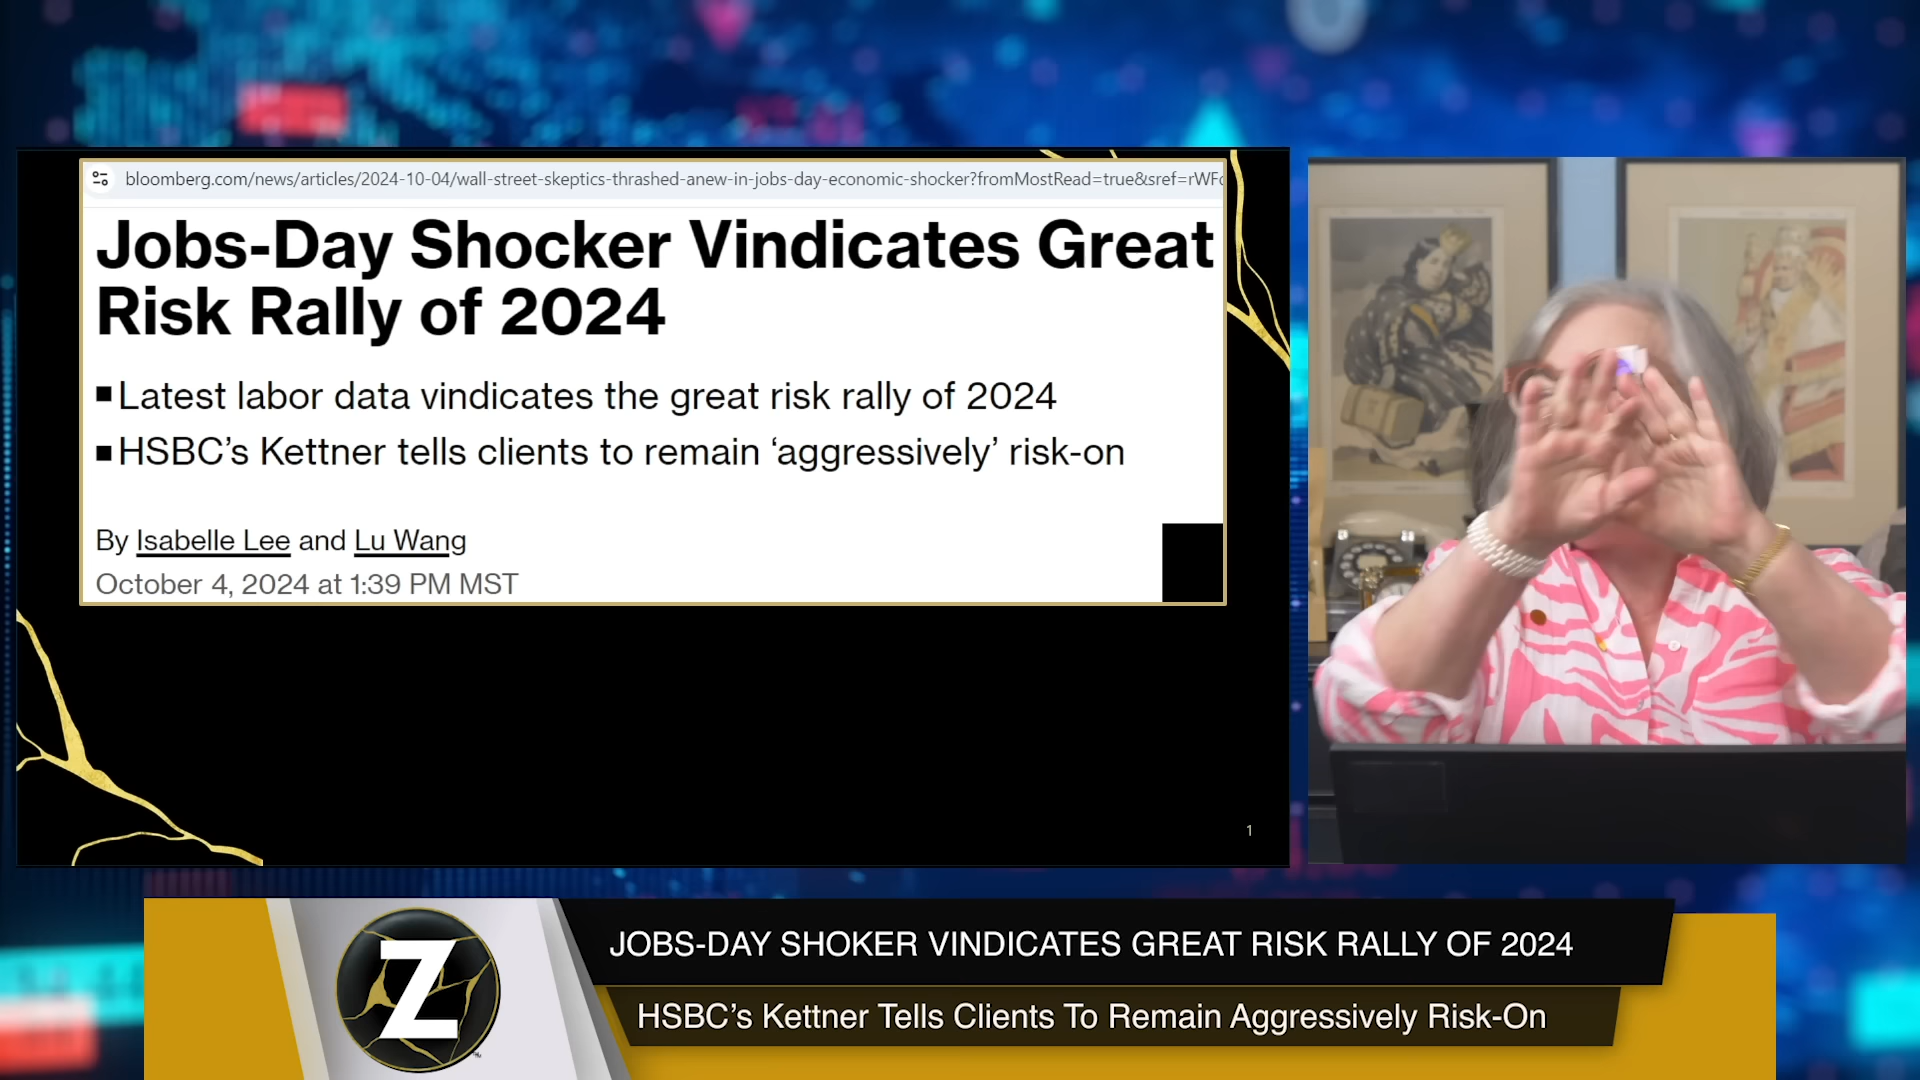 bloomberg.com/news/articles/2024-10-04/wall-street-skeptics-thrashed-anew-in-jobs-day-economic-shocker?fromMostRead=true&sref=rWF
Jobs-Day Shocker Vindicates Great
Risk Rally of 2024
Latest labor data vindicates the great risk rally of 2024
HSBC’s Kettner tells clients to remain ‘aggressively’ risk-on
By Isabelle Lee and Lu Wang
October 4, 2024 at 1:39 PM MST
1
Z
JOBS-DAY SHOKER VINDICATES GREAT RISK RALLY OF 2024
HSBC’s Kettner Tells Clients To Remain Aggressively Risk-On